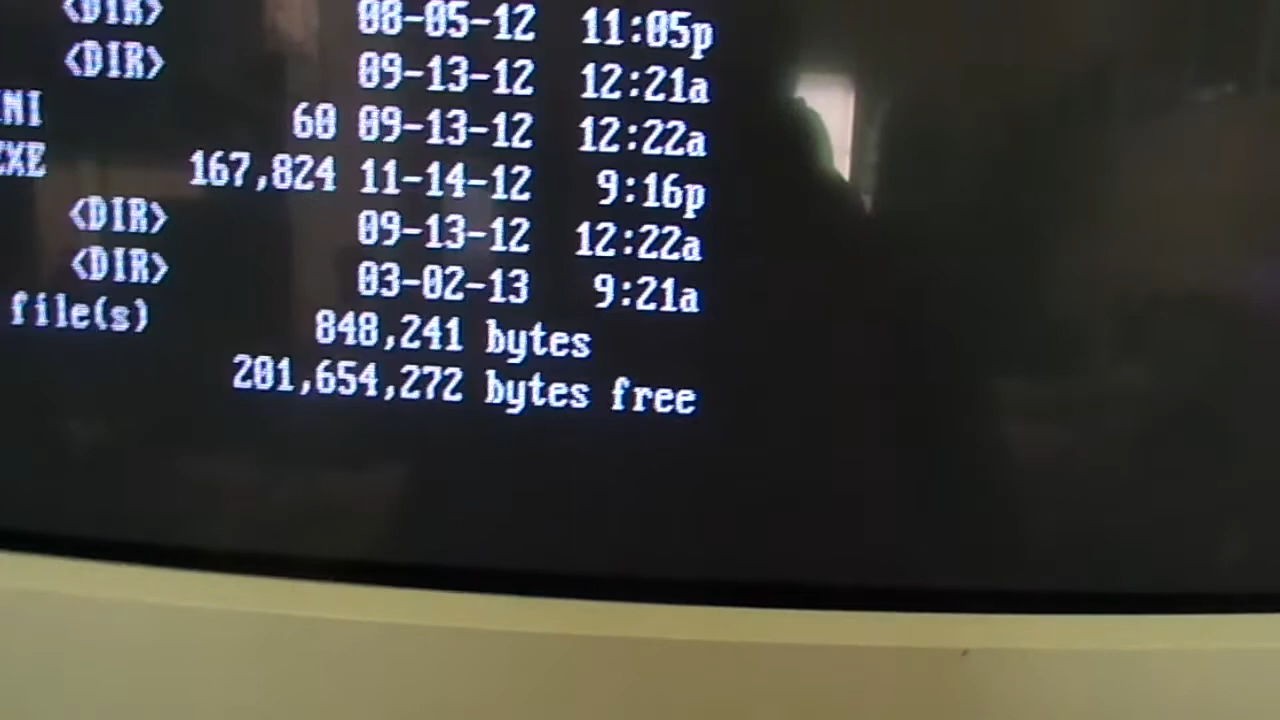 <DIR> 08-05-12 11:05p
<DIR> 09-13-12 12:21a
NI 60 09-13-12 12:22a
EXE 167,824 11-14-12 9:16p
<DIR> 09-13-12 12:22a
<DIR> 03-02-13 9:21a
file(s) 848,241 bytes
201,654,272 bytes free